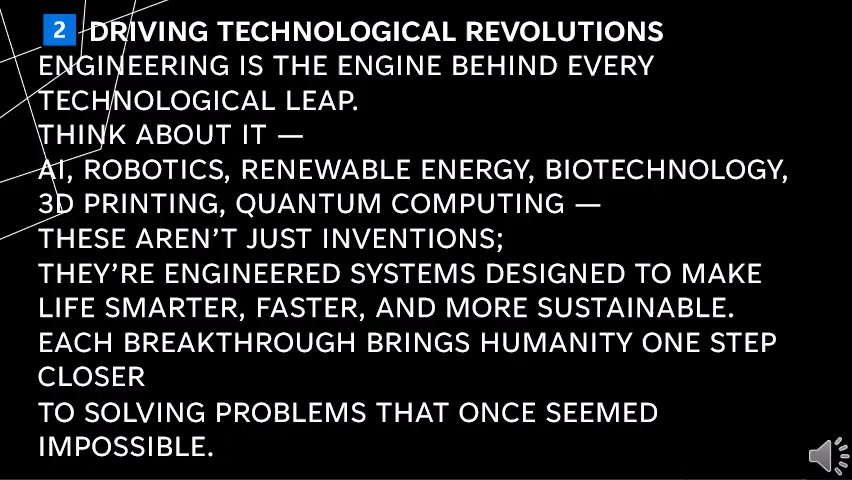 2 DRIVING TECHNOLOGICAL REVOLUTIONS
ENGINEERING IS THE ENGINE BEHIND EVERY
TECHNOLOGICAL LEAP.
THINK ABOUT IT —
AI, ROBOTICS, RENEWABLE ENERGY, BIOTECHNOLOGY,
3D PRINTING, QUANTUM COMPUTING —
THESE AREN’T JUST INVENTIONS;
THEY’RE ENGINEERED SYSTEMS DESIGNED TO MAKE
LIFE SMARTER, FASTER, AND MORE SUSTAINABLE.
EACH BREAKTHROUGH BRINGS HUMANITY ONE STEP
CLOSER
TO SOLVING PROBLEMS THAT ONCE SEEMED
IMPOSSIBLE.